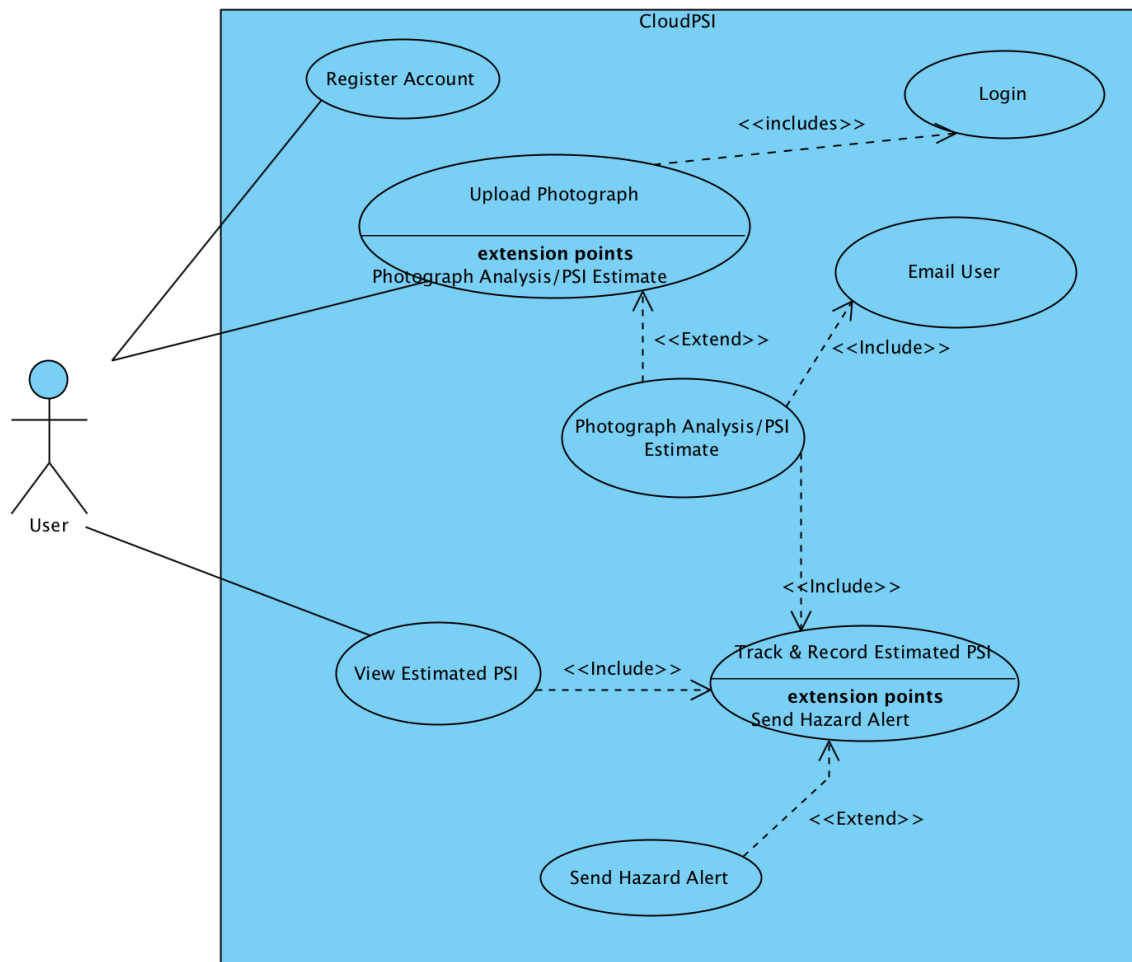 CloudPSI
Register Account
Login
<<includes>>
Upload Photograph
extension points
Photograph Analysis/PSI Estimate
Email User
<<Extend>>
<<Include>>
Photograph Analysis/PSI
Estimate
User
<<Include>>
Track & Record Estimated PSI
View Estimated PSI
<<Include>>
extension points
Send Hazard Alert
<<Extend>>
Send Hazard Alert